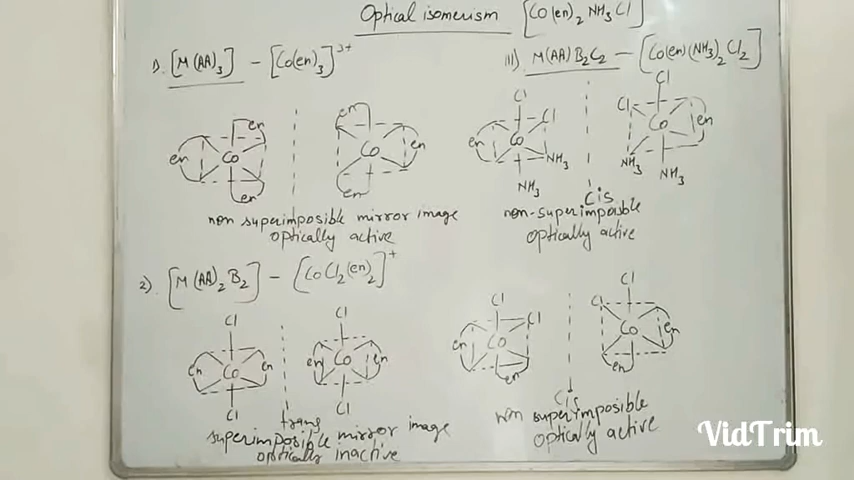 Optical isomerism [Co(en)2 NH3 Cl]
1). [M(AA)3] - [Co(en)3]3+
III) M(AA) B2C2 - [Co(en)(NH3)2 Cl2]
en en
en Co Co en
en en
Cl Cl
Cl Cl
en Co Co en
NH3 NH3
NH3 NH3
non superimposible mirror image
optically active
Cis
non-superimposible
optically active
2). [M(AA)2 B2] - [CoCl2(en)2]+
Cl Cl
en Co en en Co en
Cl Cl
trans
superimposible mirror image
optically inactive
Cl Cl
Cl Cl
en Co Co en
en en
Cis
non superimposible
optically active
VidTrim